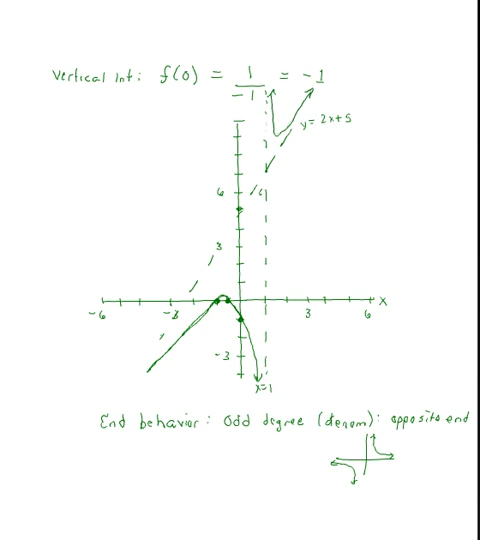 Vertical Int: f(0) = 1/-1 = -1
y = 2x+5
6
3
-6 -3 3 6 x
-3
x=1
End behavior: Odd degree (denom): opposite end